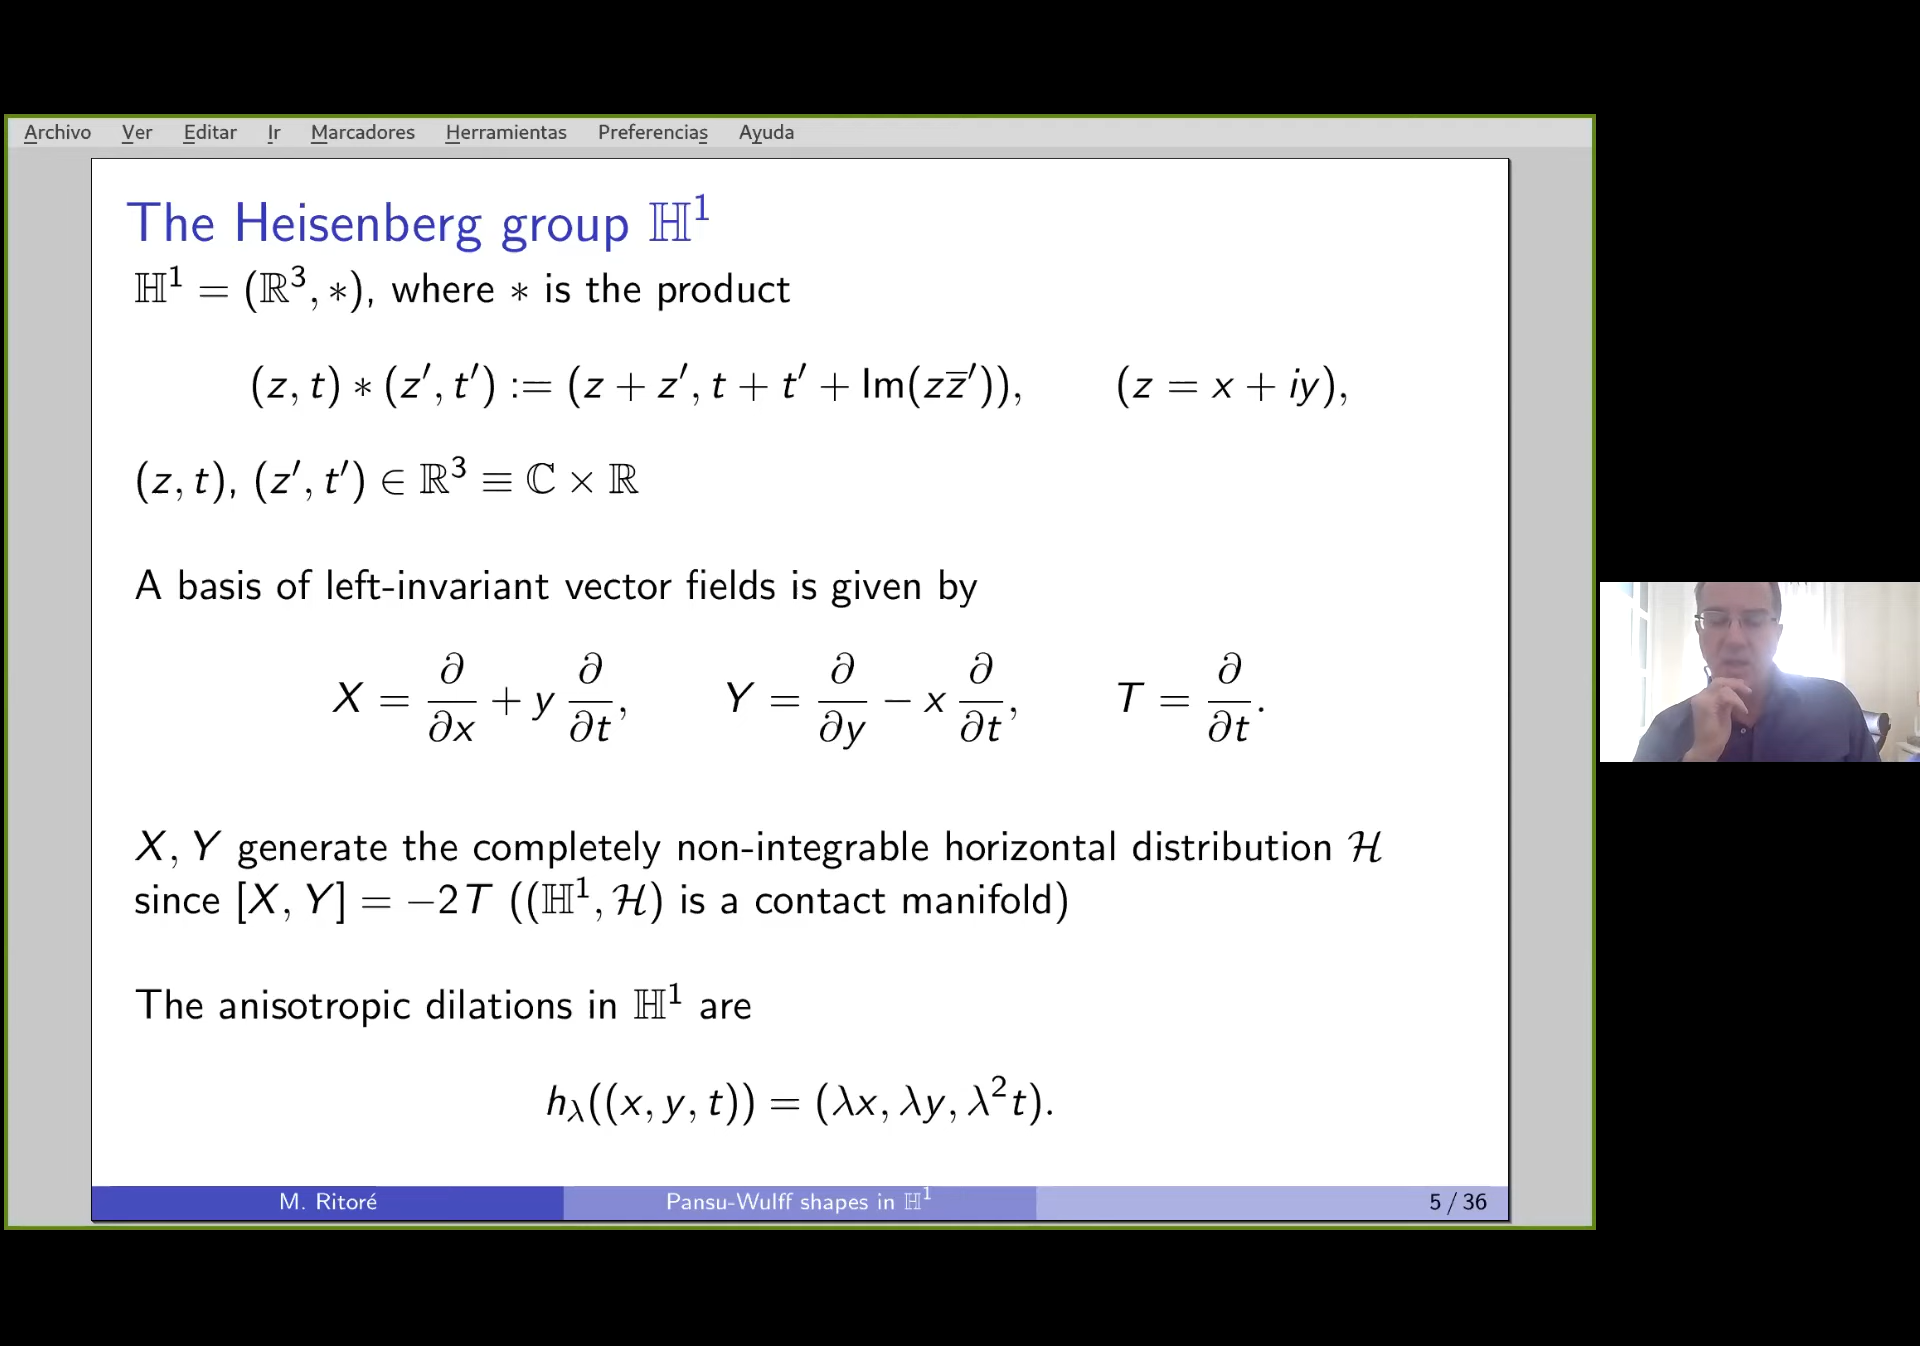 Archivo Ver Editar Ir Marcadores Herramientas Preferencias Ayuda
The Heisenberg group ℍ¹
ℍ¹ = (ℝ³, ∗), where ∗ is the product
(z, t) ∗ (z′, t′) := (z + z′, t + t′ + Im(zz̅′)), (z = x + iy),
(z, t), (z′, t′) ∈ ℝ³ ≡ ℂ × ℝ
A basis of left-invariant vector fields is given by
X = ∂/∂x + y ∂/∂t, Y = ∂/∂y − x ∂/∂t, T = ∂/∂t.
X, Y generate the completely non-integrable horizontal distribution ℋ
since [X, Y] = −2T ((ℍ¹, ℋ) is a contact manifold)
The anisotropic dilations in ℍ¹ are
h_λ((x, y, t)) = (λx, λy, λ²t).
M. Ritoré Pansu-Wulff shapes in ℍ¹ 5 / 36